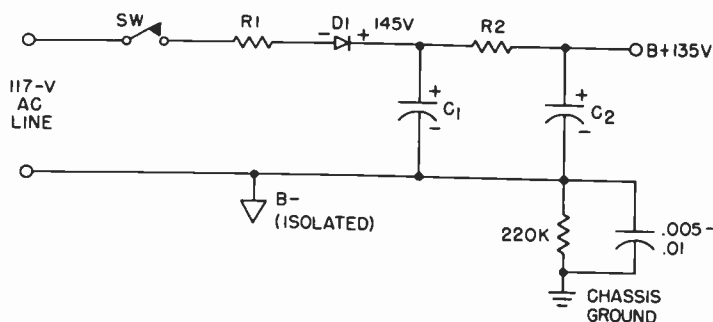 SW
R1
D1
145V
R2
- +
B+135V
117-V
AC
LINE
+
C1
-
+
C2
-
B-
(ISOLATED)
220K
.005-
.01
CHASSIS
GROUND